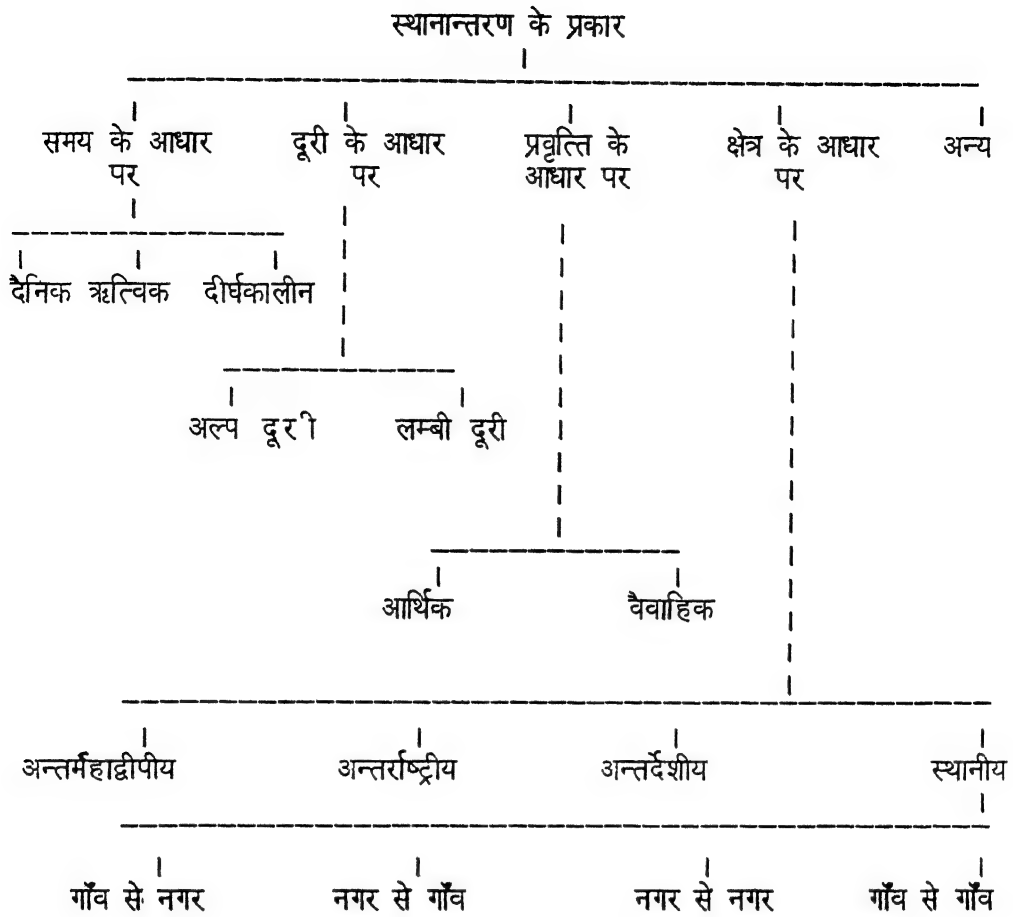 स्थानान्तरण के प्रकार
समय के आधार पर
दूरी के आधार पर
प्रवृत्ति के आधार पर
क्षेत्र के आधार पर
अन्य
दैनिक ऋत्विक दीर्घकालीन
अल्प दूरी लम्बी दूरी
आर्थिक वैवाहिक
अन्तर्महाद्वीपीय अन्तर्राष्ट्रीय अन्तर्देशीय स्थानीय
गाँव से नगर नगर से गाँव नगर से नगर गाँव से गाँव